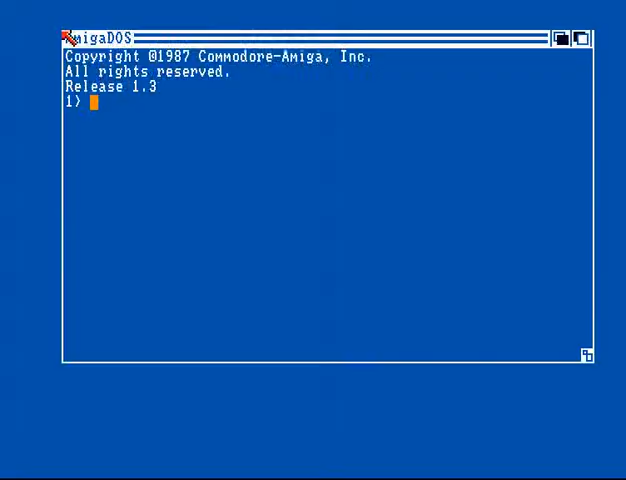 AmigaDOS
Copyright ©1987 Commodore-Amiga, Inc.
All rights reserved.
Release 1.3
1>